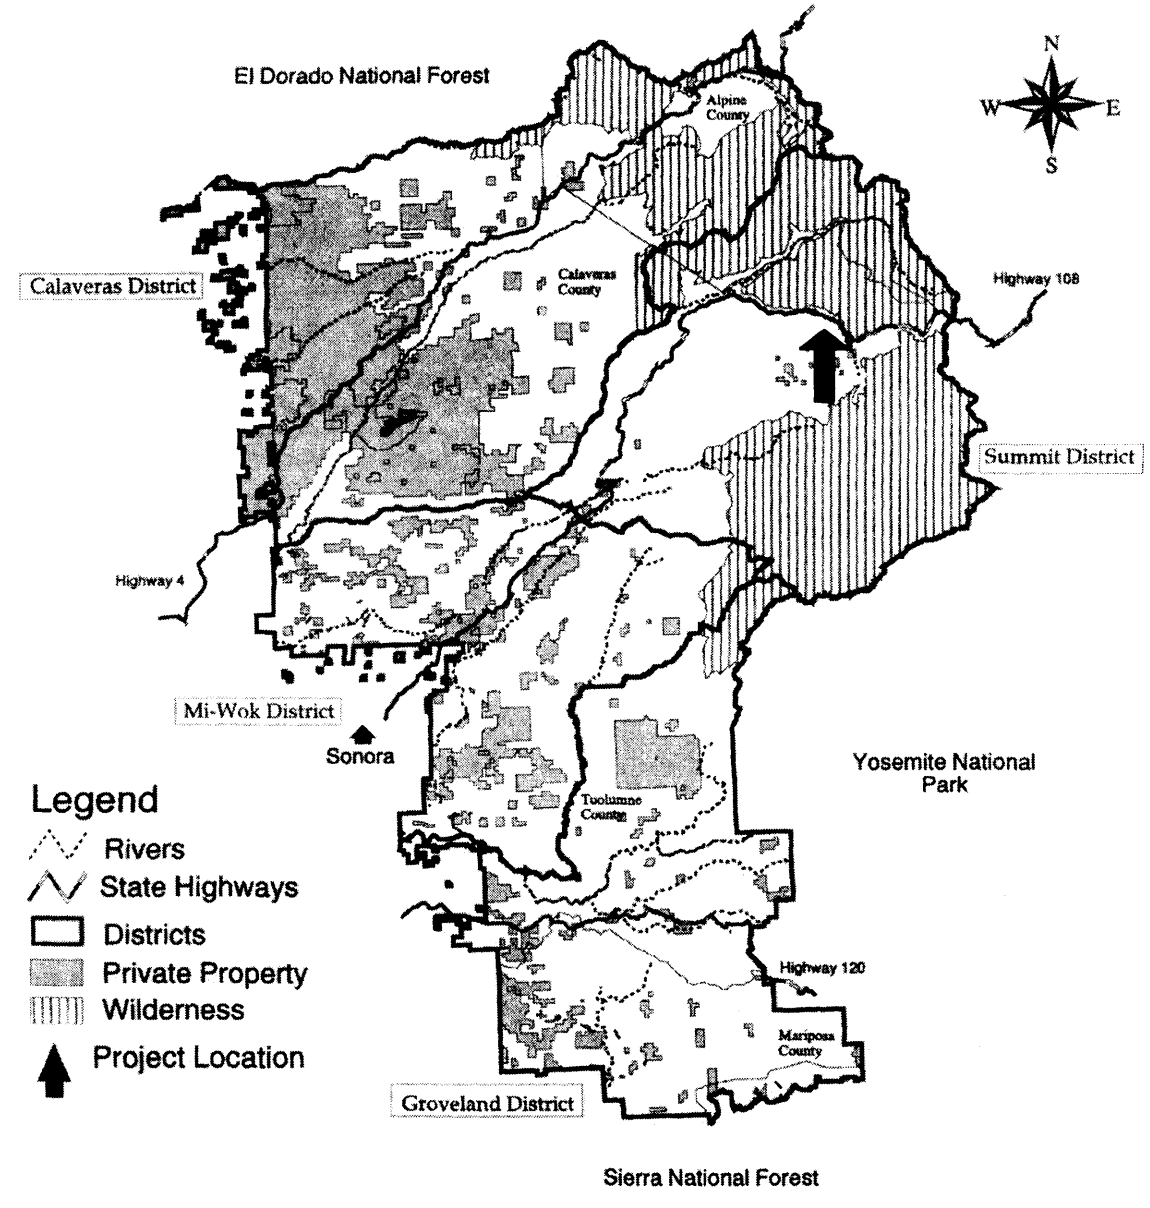 El Dorado National Forest
N
W
E
S
Alpine
County
Calaveras District
Calaveras
County
Highway 108
Summit District
Highway 4
Mi-Wok District
Sonora
Yosemite National
Park
Tuolumne
County
Legend
Rivers
State Highways
Districts
Private Property
Wilderness
Project Location
Highway 120
Mariposa
County
Groveland District
Sierra National Forest